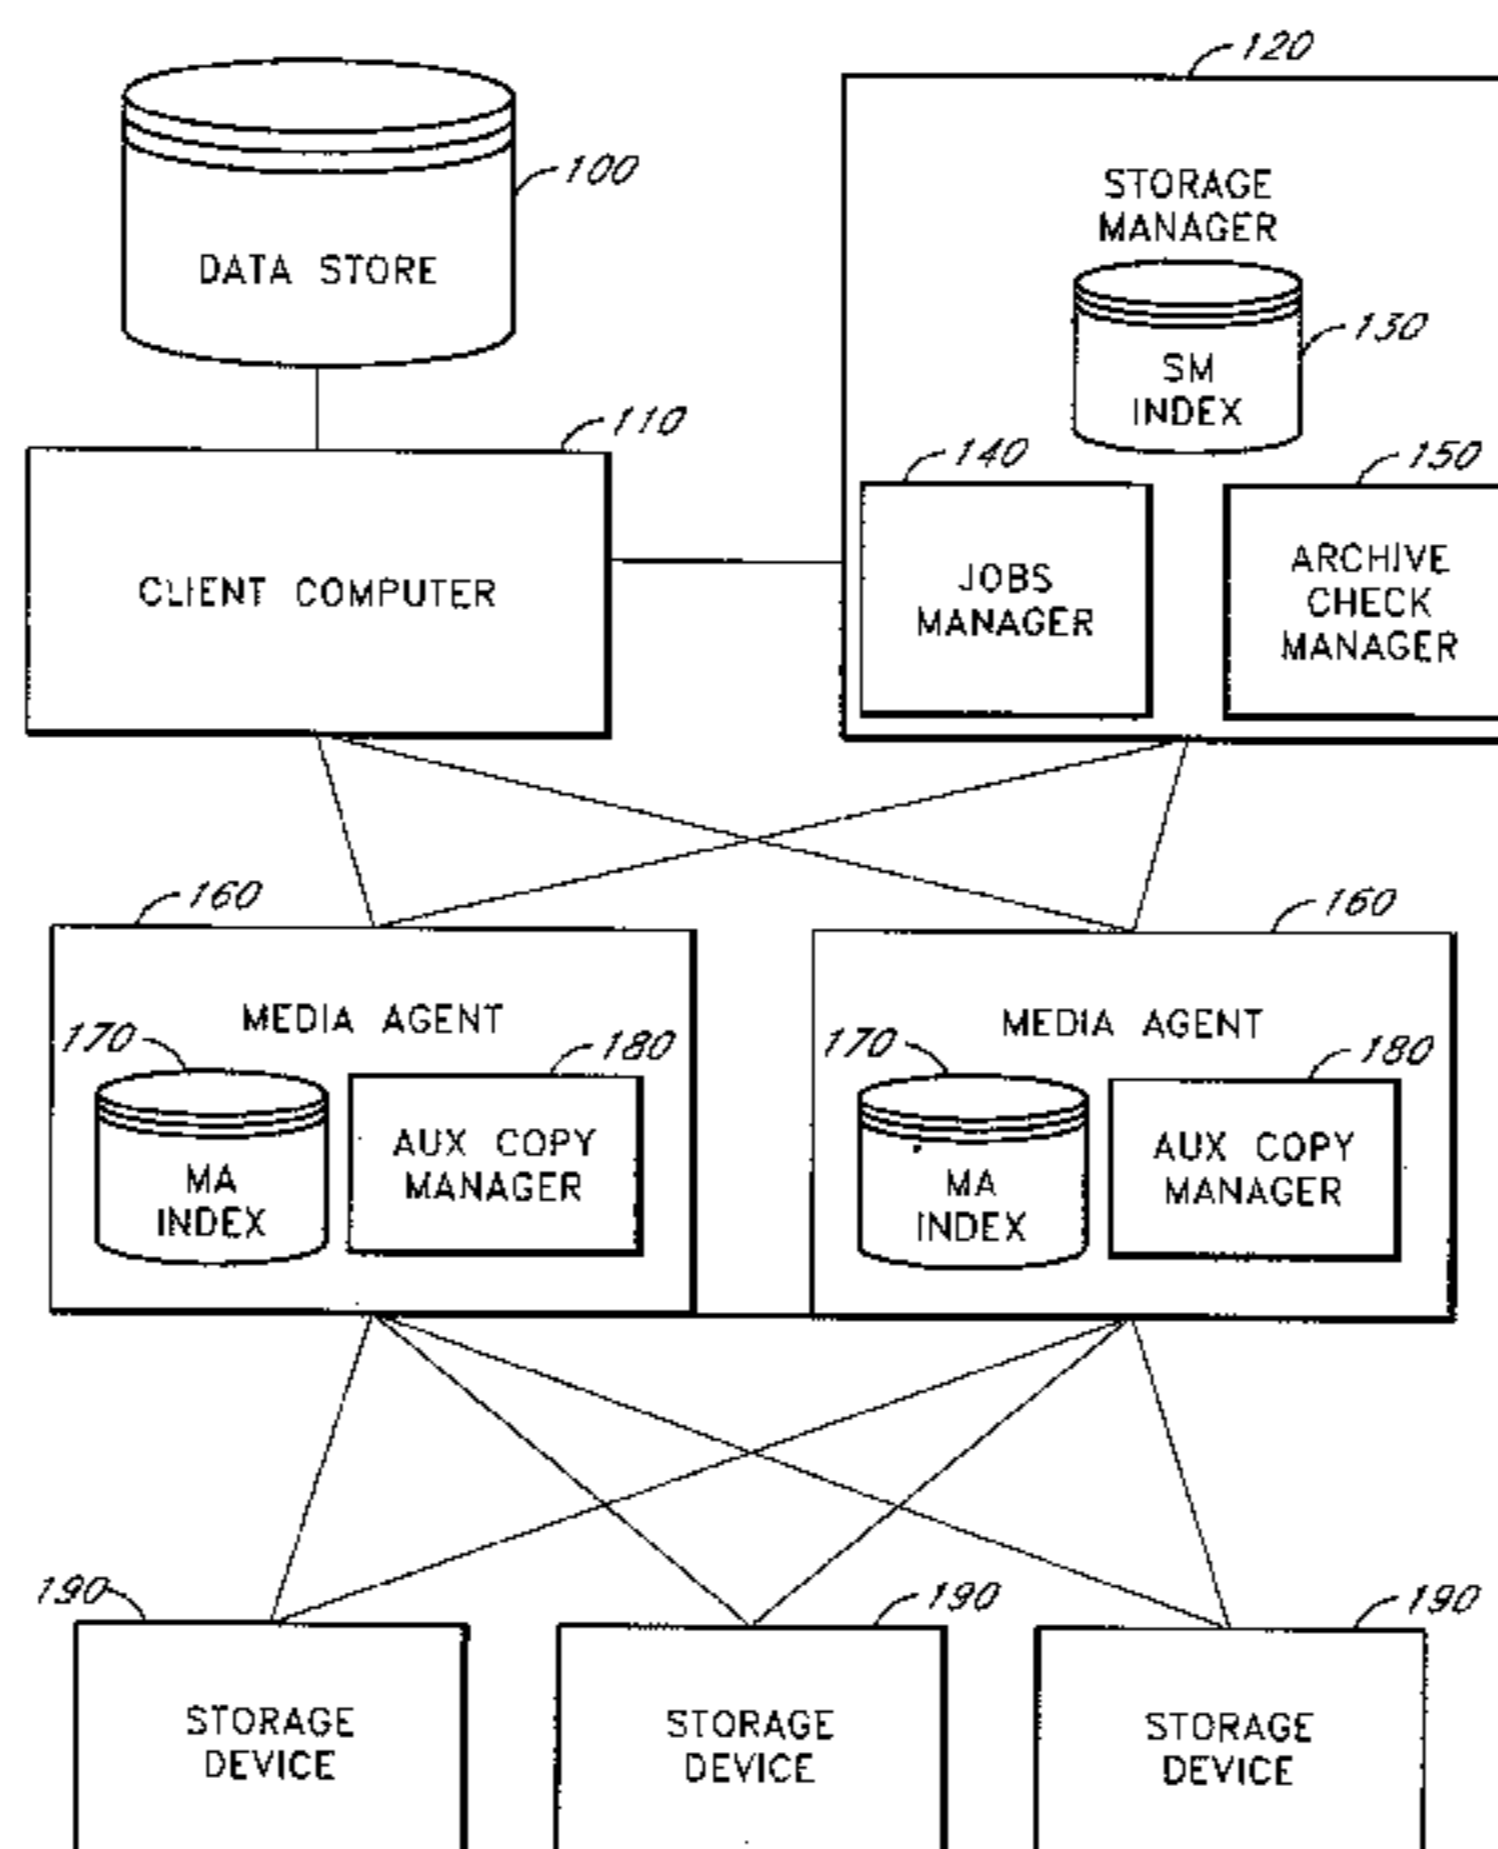 120
100
STORAGE
MANAGER
DATA STORE
130
SM
INDEX
110
140
150
CLIENT COMPUTER
JOBS
MANAGER
ARCHIVE
CHECK
MANAGER
160
160
MEDIA AGENT
170
180
AUX COPY
MANAGER
MA
INDEX
MEDIA AGENT
170
180
AUX COPY
MANAGER
MA
INDEX
190
190
190
STORAGE
DEVICE
STORAGE
DEVICE
STORAGE
DEVICE